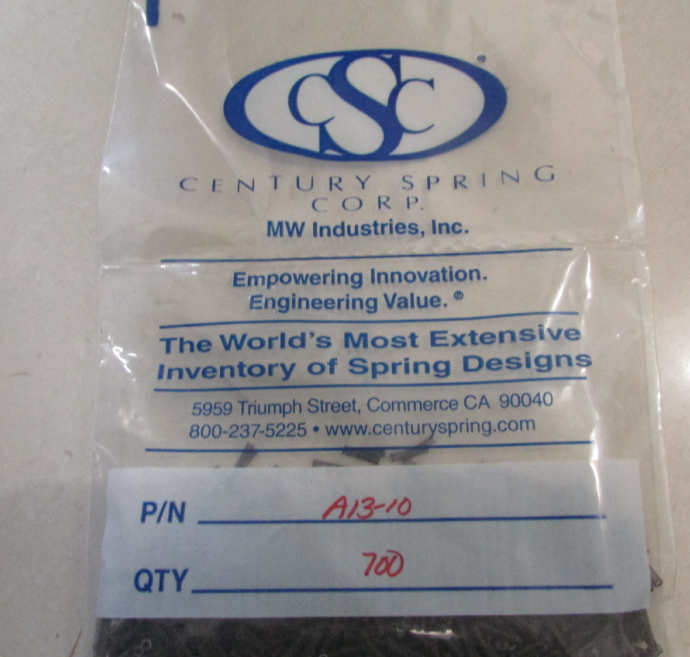 CSC®
CENTURY SPRING
CORP.
MW Industries, Inc.
Empowering Innovation.
Engineering Value.®
The World's Most Extensive
Inventory of Spring Designs
5959 Triumph Street, Commerce CA 90040
800-237-5225 • www.centuryspring.com
P/N A13-10
QTY 700